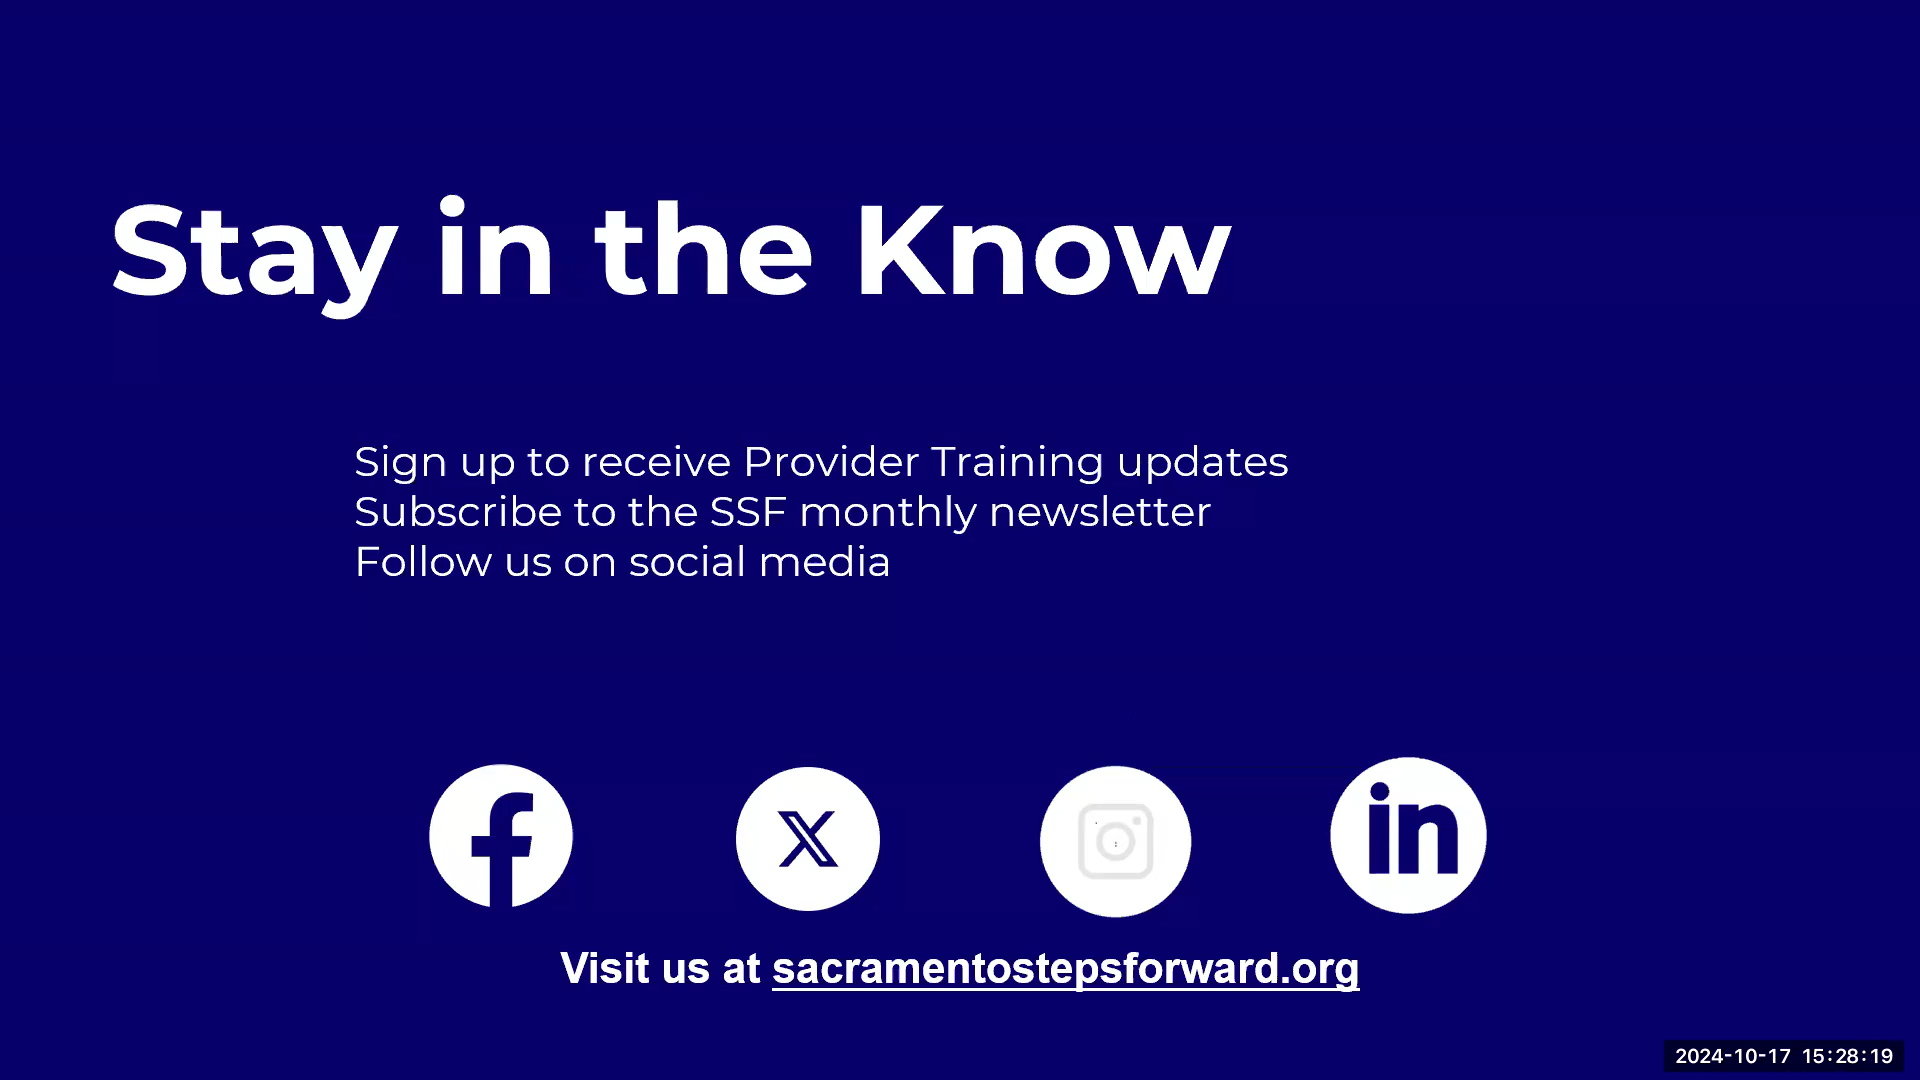 Stay in the Know
Sign up to receive Provider Training updates
Subscribe to the SSF monthly newsletter
Follow us on social media
Visit us at sacramentostepsforward.org
2024-10-17 15:28:19